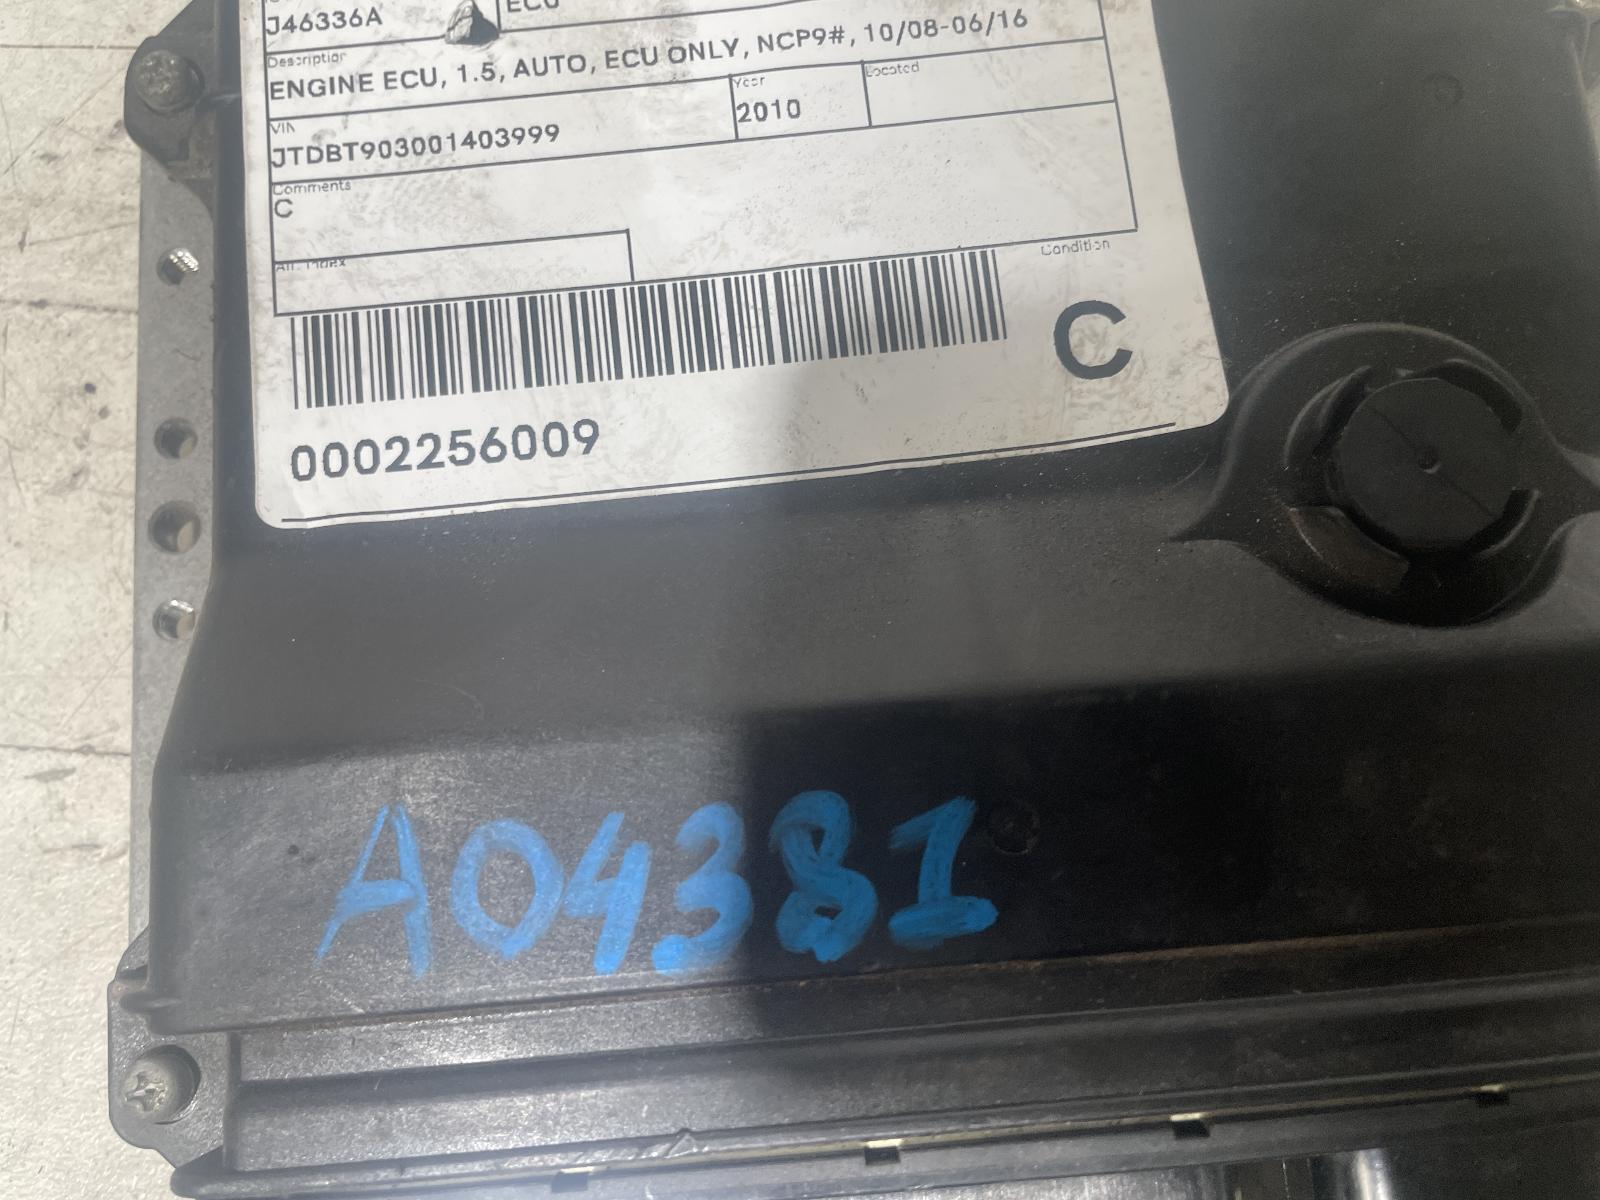 J46336A
ECU
Description
ENGINE ECU, 1.5, AUTO, ECU ONLY, NCP9#, 10/08-06/16
VIN
JTDBT903001403999
Year
2010
Located
Comments
C
Condition
C
0002256009
A04381